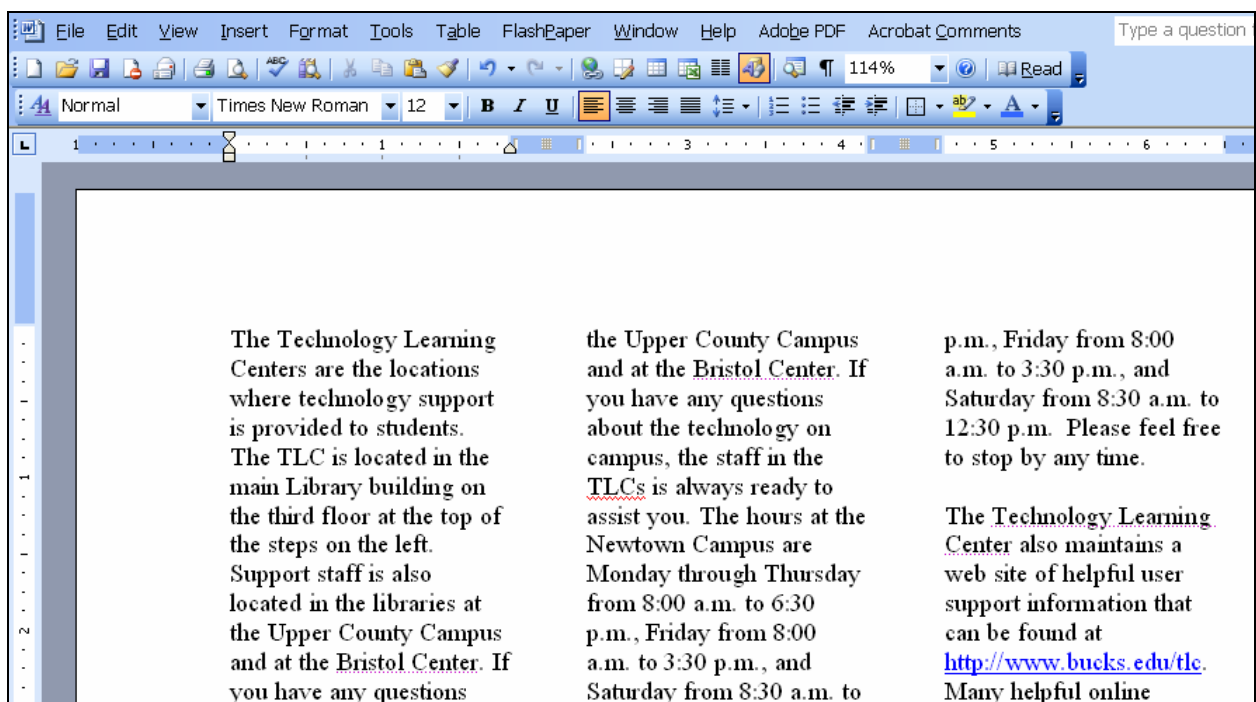 File Edit View Insert Format Tools Table FlashPaper Window Help Adobe PDF Acrobat Comments Type a question
114% Read
Normal Times New Roman 12 B I U
1 1 3 4 5 6
The Technology Learning
Centers are the locations
where technology support
is provided to students.
The TLC is located in the
main Library building on
the third floor at the top of
the steps on the left.
Support staff is also
located in the libraries at
the Upper County Campus
and at the Bristol Center. If
you have any questions
the Upper County Campus
and at the Bristol Center. If
you have any questions
about the technology on
campus, the staff in the
TLCs is always ready to
assist you. The hours at the
Newtown Campus are
Monday through Thursday
from 8:00 a.m. to 6:30
p.m., Friday from 8:00
a.m. to 3:30 p.m., and
Saturday from 8:30 a.m. to
p.m., Friday from 8:00
a.m. to 3:30 p.m., and
Saturday from 8:30 a.m. to
12:30 p.m.  Please feel free
to stop by any time.
The Technology Learning
Center also maintains a
web site of helpful user
support information that
can be found at
http://www.bucks.edu/tlc.
Many helpful online
1
2